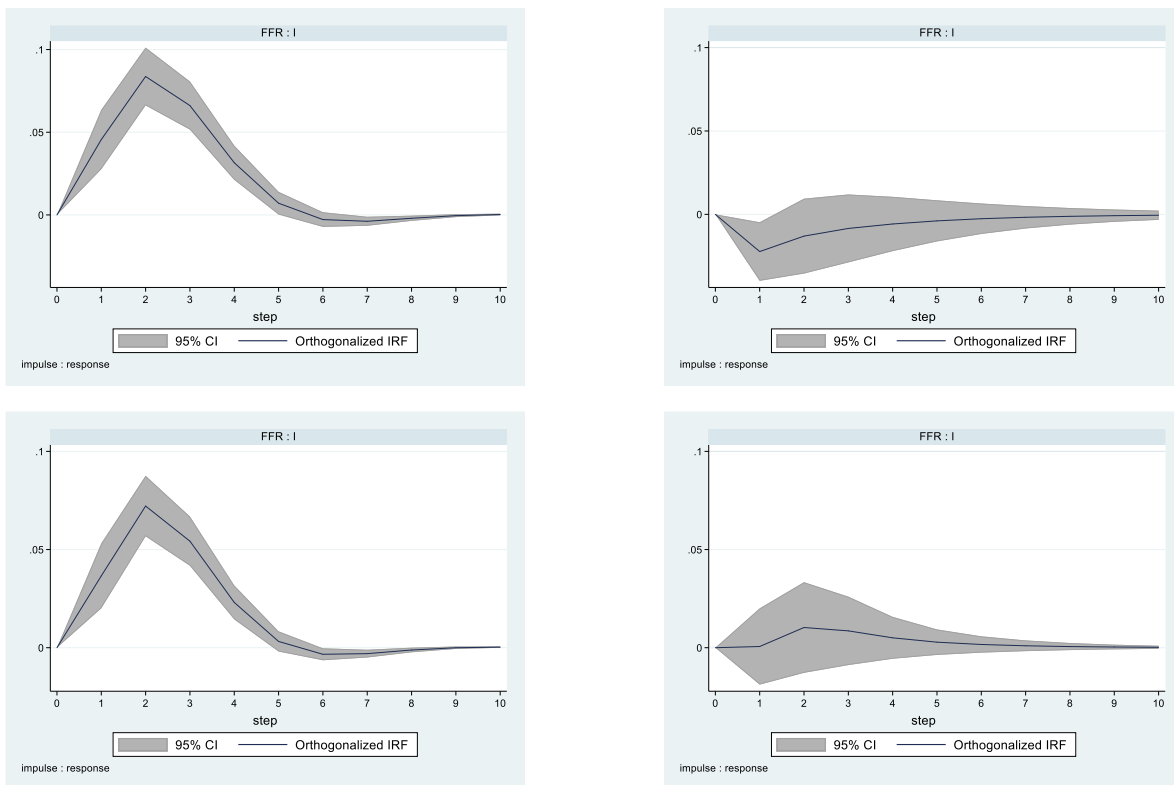 FFR : I
.1
.05
0
0 1 2 3 4 5 6 7 8 9 10
step
95% CI Orthogonalized IRF
impulse : response
FFR : I
.1
.05
0
0 1 2 3 4 5 6 7 8 9 10
step
95% CI Orthogonalized IRF
impulse : response
FFR : I
.1
.05
0
0 1 2 3 4 5 6 7 8 9 10
step
95% CI Orthogonalized IRF
impulse : response
FFR : I
.1
.05
0
0 1 2 3 4 5 6 7 8 9 10
step
95% CI Orthogonalized IRF
impulse : response